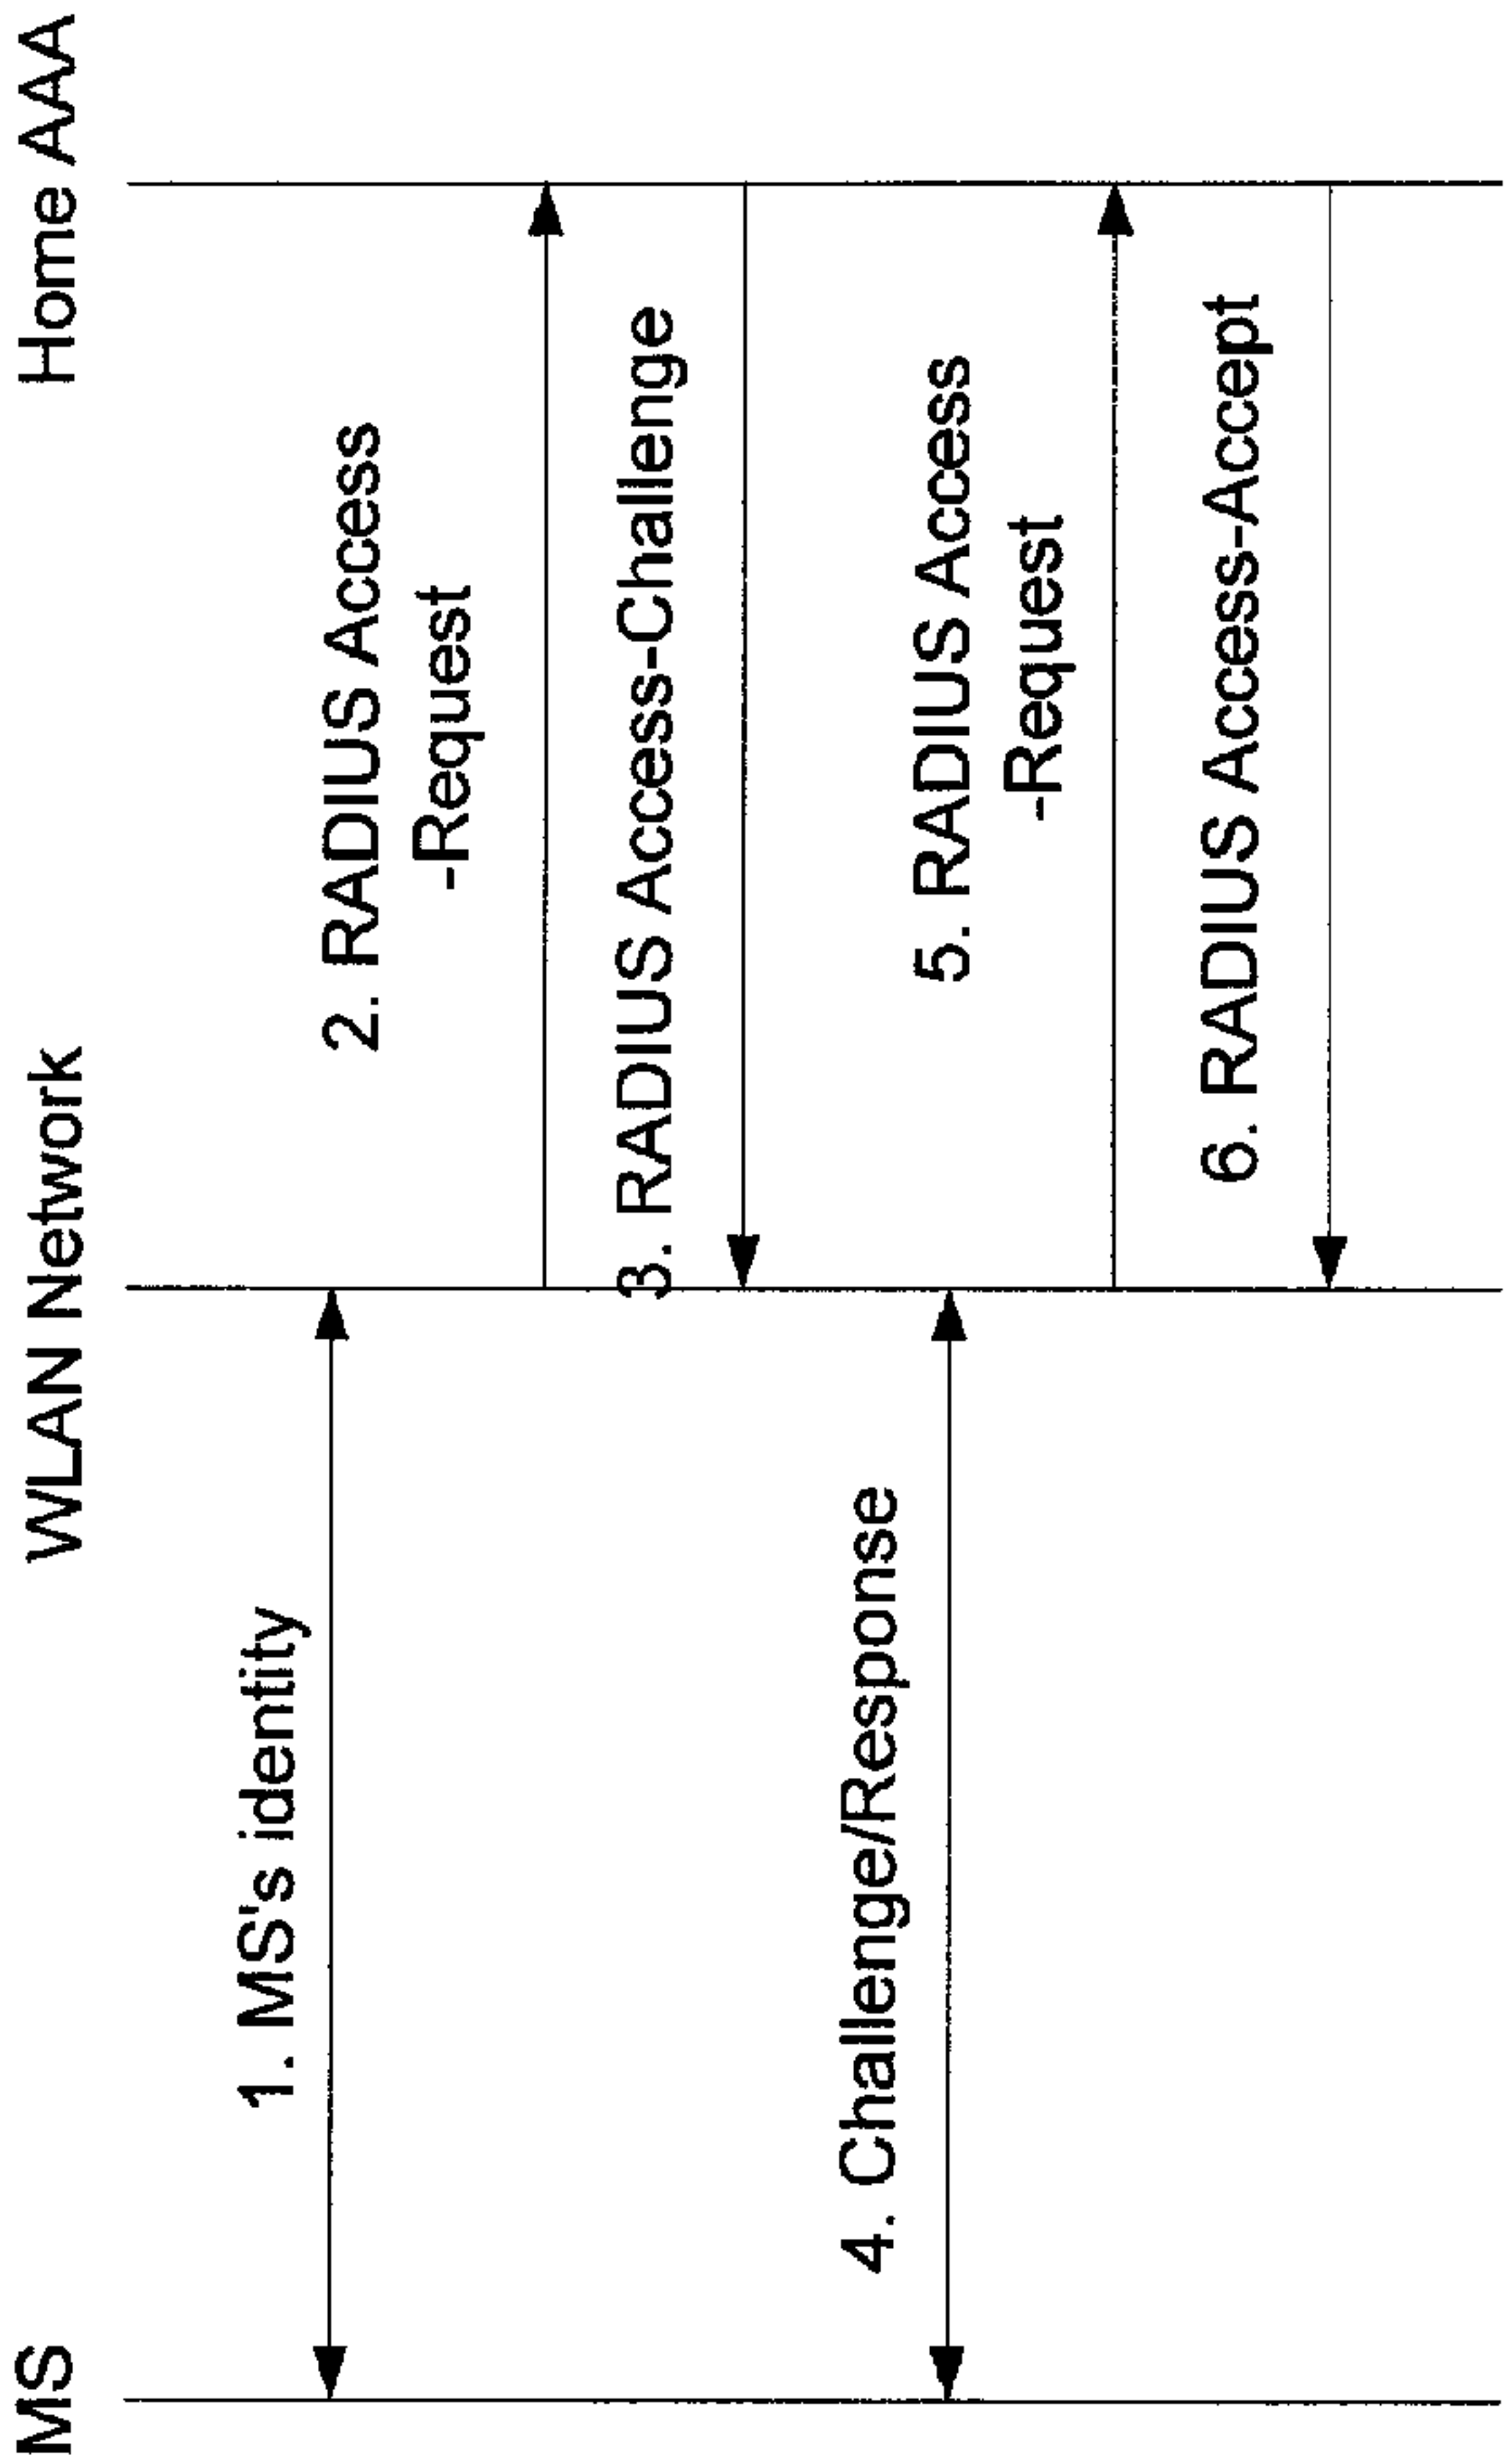 MS
WLAN Network
Home AAA
1. MS's identity
2. RADIUS Access
-Request
3. RADIUS Access-Challenge
4. Challenge/Response
5. RADIUS Access
-Request
6. RADIUS Access-Accept